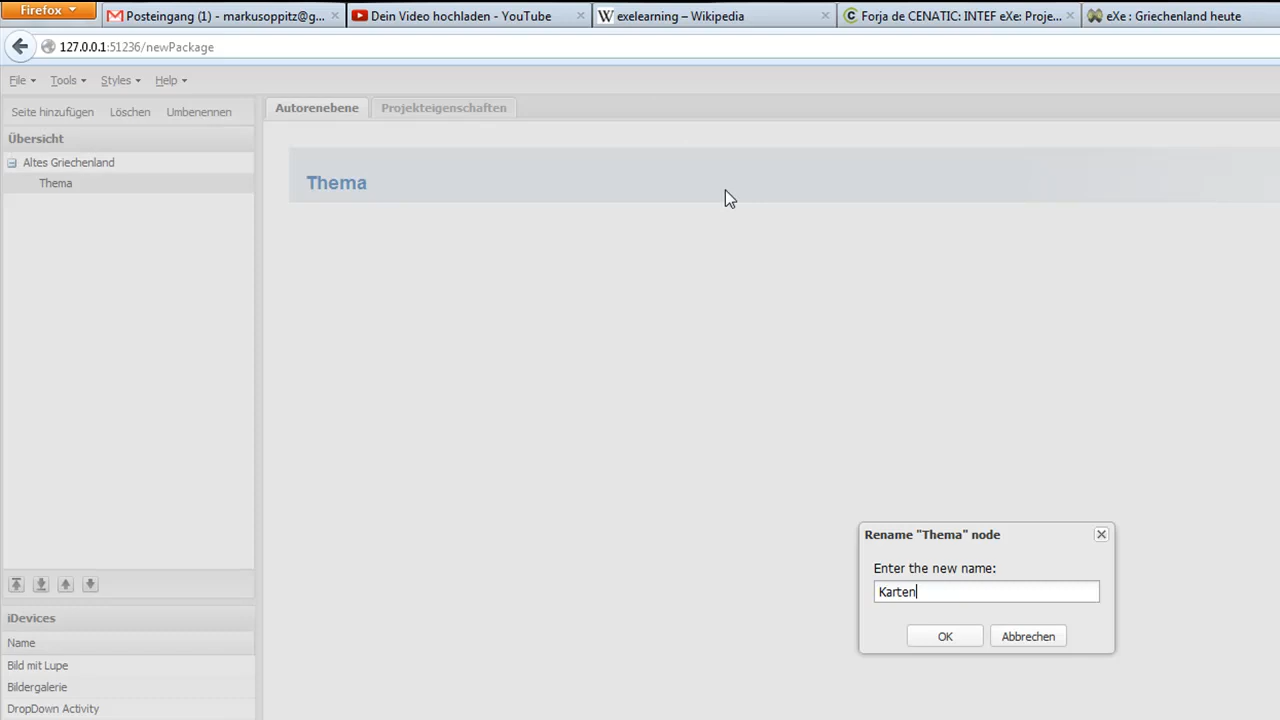 Firefox
Posteingang (1) - markusoppitz@g...
Dein Video hochladen - YouTube
exelearning – Wikipedia
Forja de CENATIC: INTEF eXe: Proje...
eXe : Griechenland heute
127.0.0.1:51236/newPackage
File Tools Styles Help
Seite hinzufügen Löschen Umbenennen
Autorenebene Projekteigenschaften
Übersicht
Altes Griechenland
Thema
Thema
Rename "Thema" node
Enter the new name:
Karten
OK Abbrechen
iDevices
Name
Bild mit Lupe
Bildergalerie
DropDown Activity